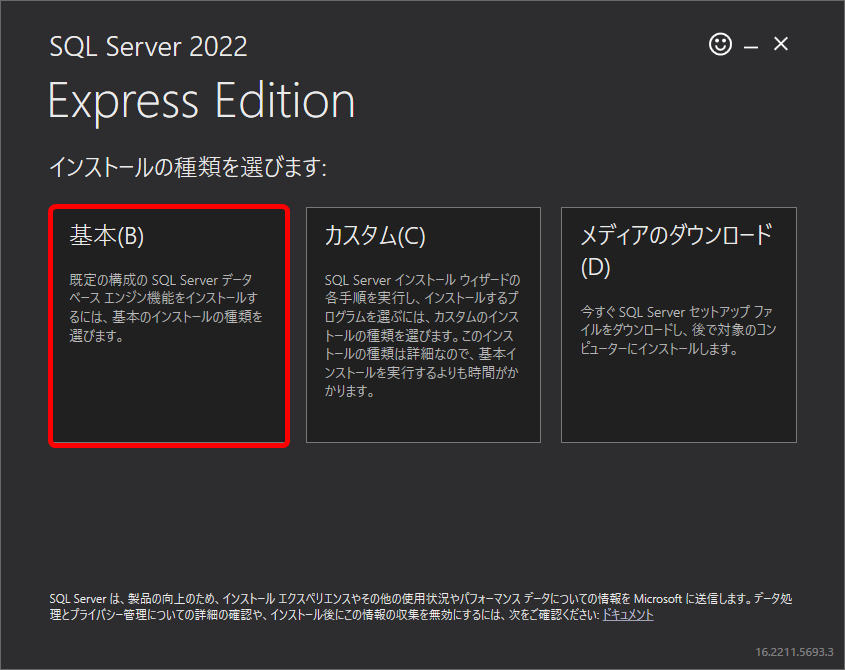 SQL Server 2022
Express Edition
インストールの種類を選びます:
基本(B)
既定の構成の SQL Server データ
ベース エンジン機能をインストールす
るには、基本のインストールの種類を
選びます。
カスタム(C)
SQL Server インストール ウィザードの
各手順を実行し、インストールするプ
ログラムを選ぶには、カスタムのインス
トールの種類を選びます。このインス
トールの種類は詳細なので、基本イ
ンストールを実行するよりも時間がか
かります。
メディアのダウンロード
(D)
今すぐ SQL Server セットアップ ファ
イルをダウンロードし、後で対象のコン
ピューターにインストールします。
SQL Server は、製品の向上のため、インストール エクスペリエンスやその他の使用状況やパフォーマンス データについての情報を Microsoft に送信します。データ処
理とプライバシー管理についての詳細の確認や、インストール後にこの情報の収集を無効にするには、次をご確認ください: ドキュメント
16.2211.5693.3